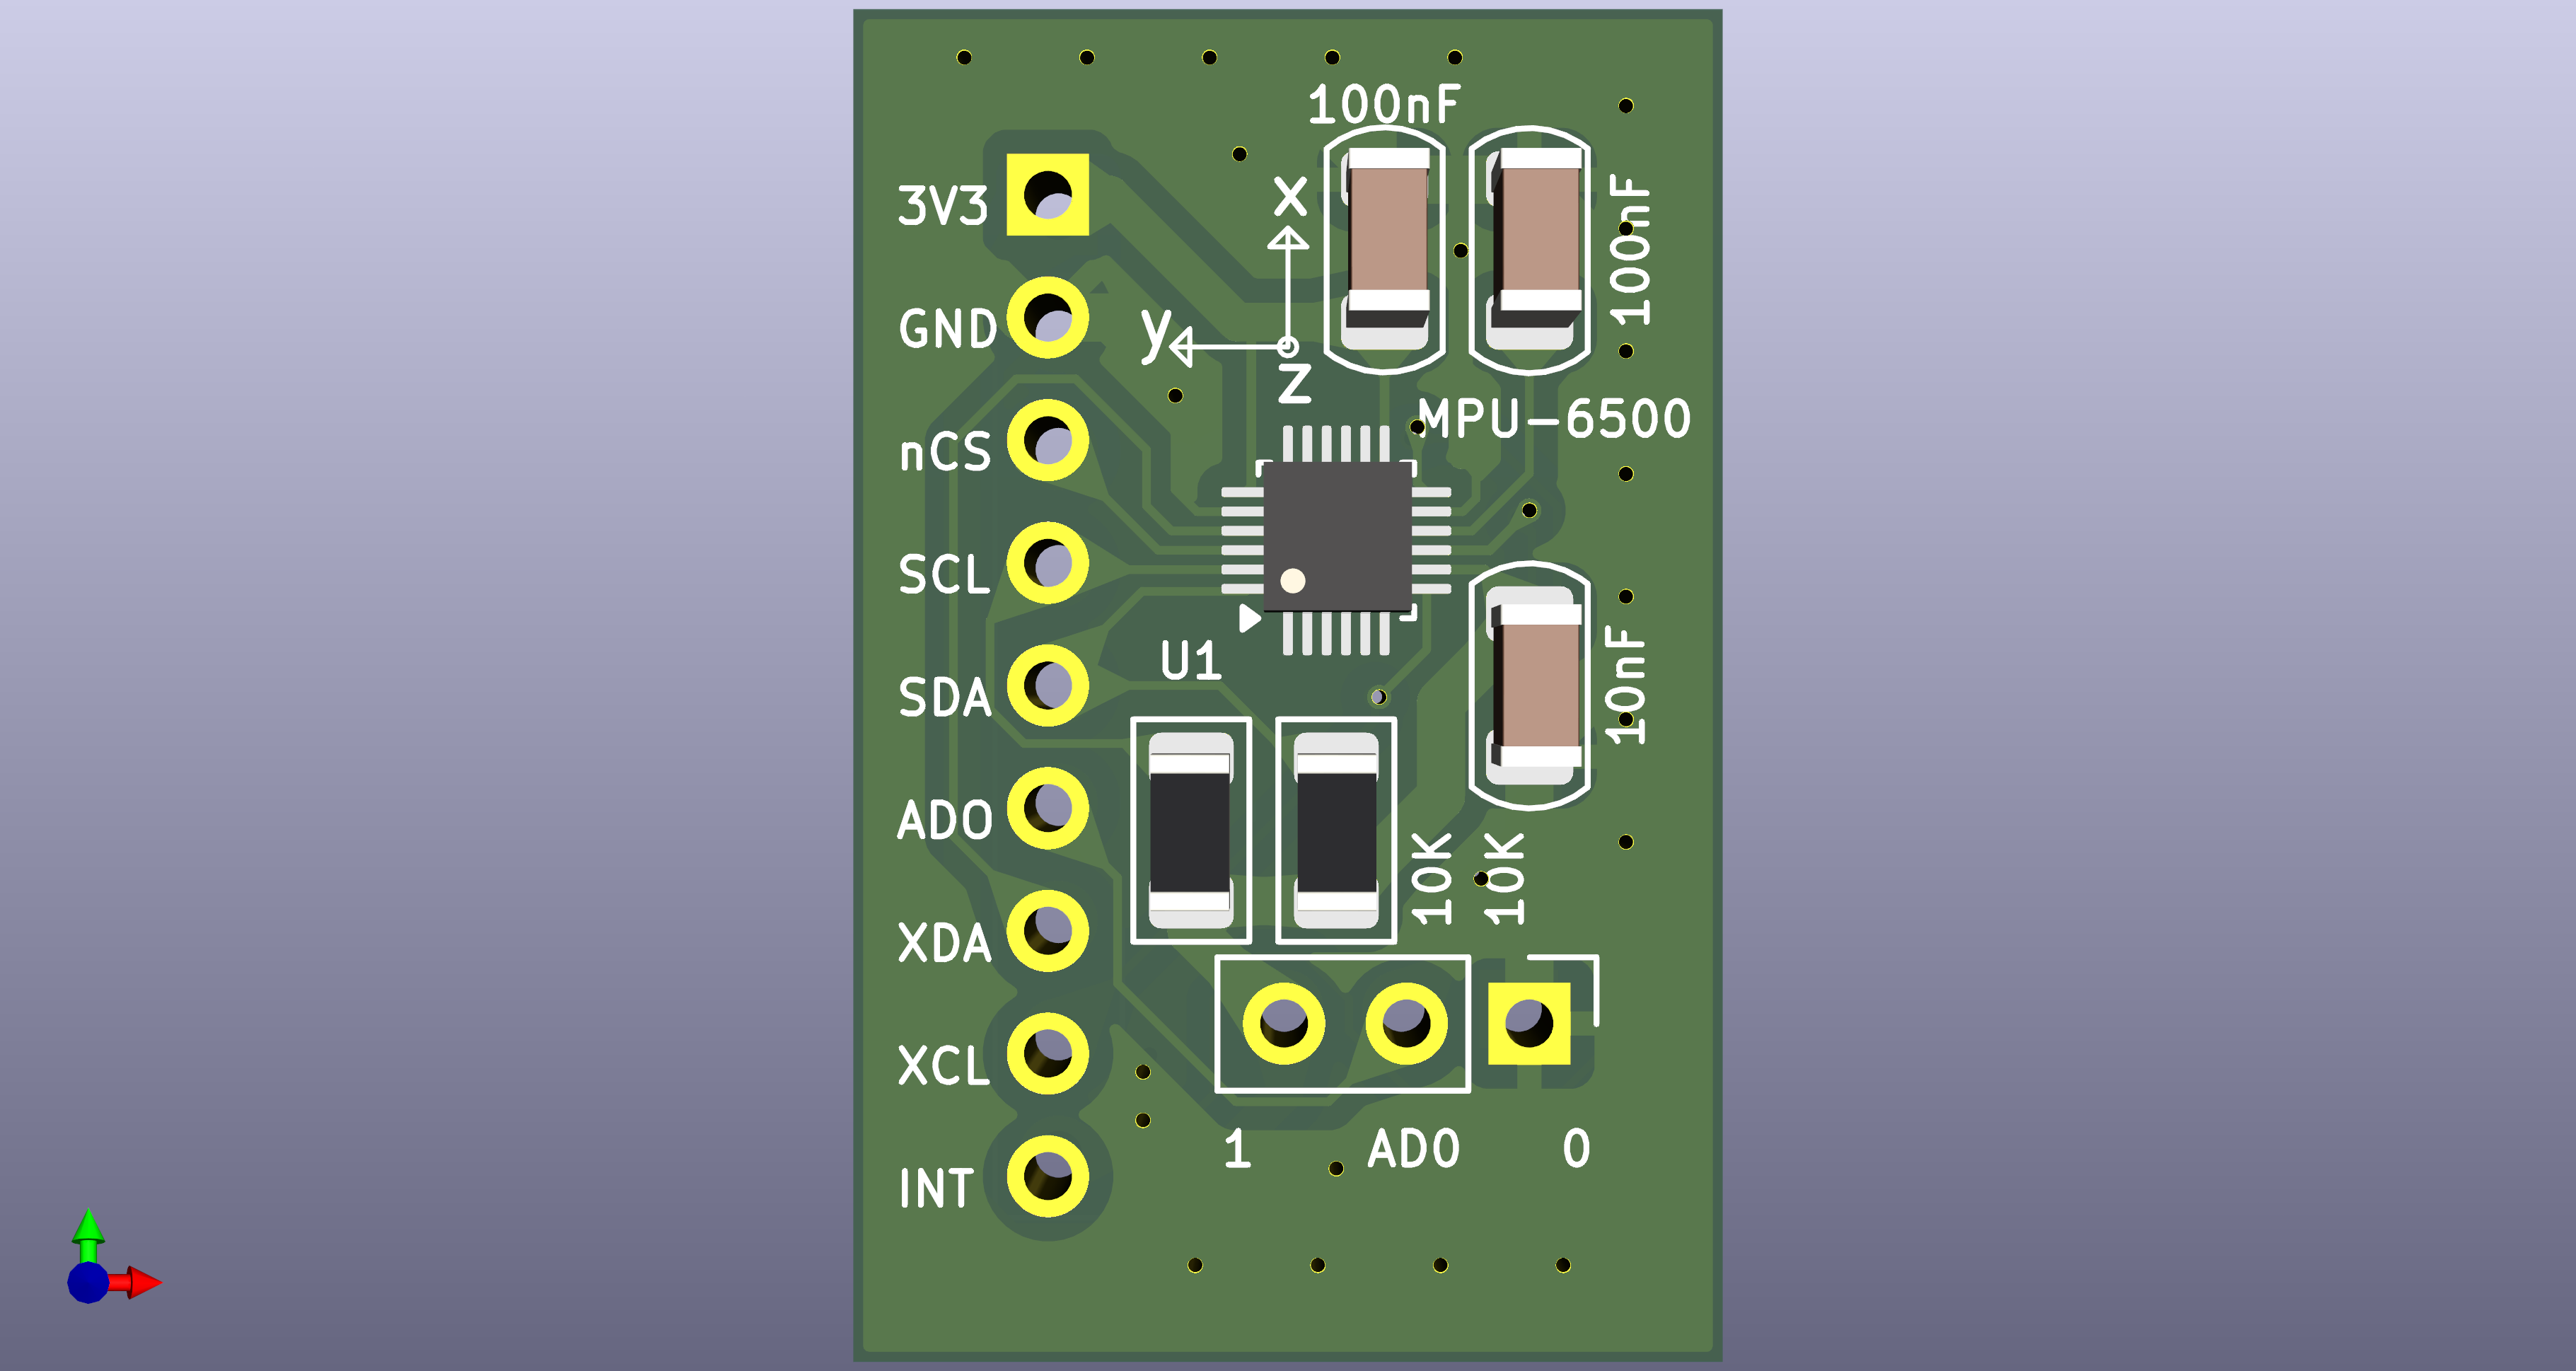 100nF
3V3
x
100nF
GND
y
z
MPU-6500
nCS
SCL
U1
SDA
10nF
ADO
10K
10K
XDA
XCL
1
AD0
0
INT